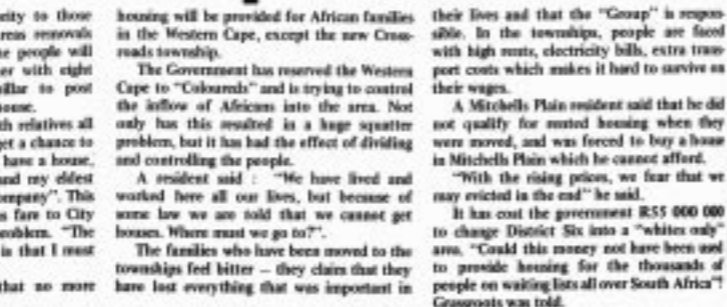 rity to those
areas removals
e people will
er with eight
illar to post
ouse.
th relatives all
get a chance to
have a house,
and my eldest
ompany". This
s fare to City
roblem. "The
is that I must
that no more
housing will be provided for African families
in the Western Cape, except the new Cross-
roads township.
The Government has reserved the Western
Cape to "Coloureds" and is trying to control
the inflow of Africans into the area. Not
only has this resulted in a huge squatter
problem, but it has had the effect of dividing
and controlling the people.
A resident said : "We have lived and
worked here all our lives, but because of
some law we are told that we cannot get
houses. Where must we go to?".
The families who have been moved to the
townships feel bitter — they claim that they
have lost everything that was important in
their lives and that the "Group" is respon-
sible. In the townships, people are faced
with high rents, electricity bills, extra trans-
port costs which makes it hard to survive on
their wages.
A Mitchells Plain resident said that he did
not qualify for rented housing when they
were moved, and was forced to buy a house
in Mitchells Plain which he cannot afford.
"With the rising prices, we fear that we
may evicted in the end" he said.
It has cost the government R55 000 000
to change District Six into a "whites only"
area. "Could this money not have been used
to provide housing for the thousands of
people on waiting lists all over South Africa"
Grassroots was told.